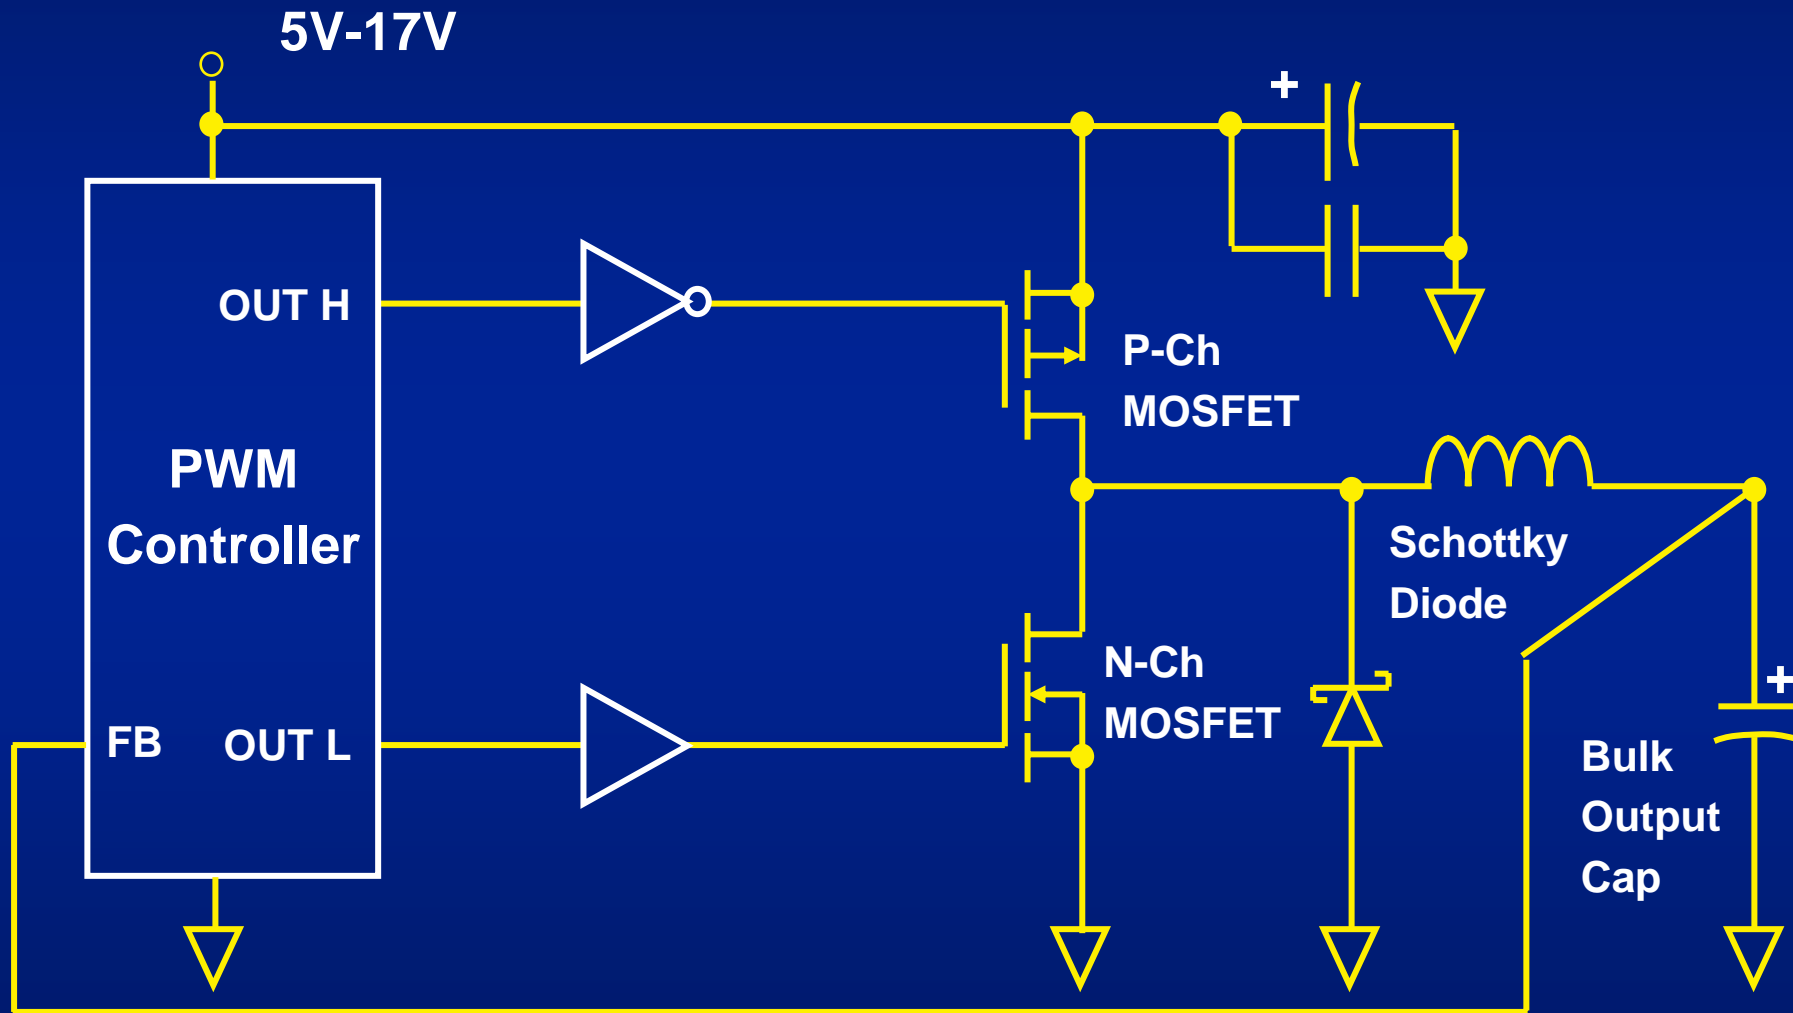 5V-17V
+
OUT H
P-Ch
MOSFET
PWM
Controller
Schottky
Diode
N-Ch
MOSFET
+
FB
OUT L
Bulk
Output
Cap